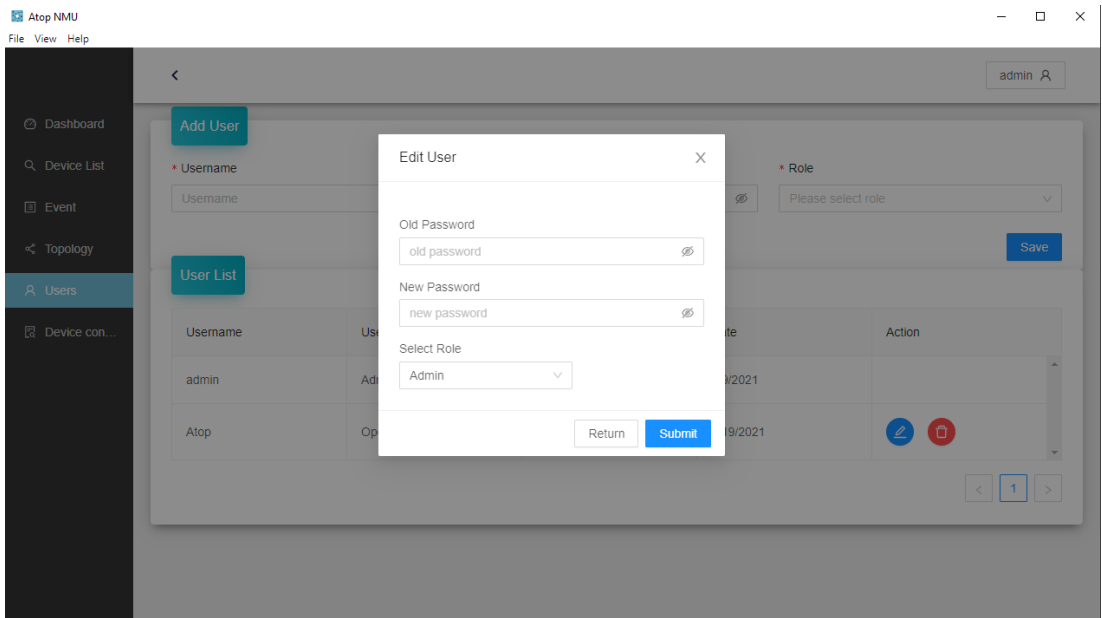 Atop NMU
File View Help
admin
Dashboard
Device List
Event
Topology
Users
Device con...
Add User
* Username
Username
* Role
Please select role
Save
User List
Username
Action
admin
Atop
1
Edit User
Old Password
old password
New Password
new password
Select Role
Admin
Return Submit